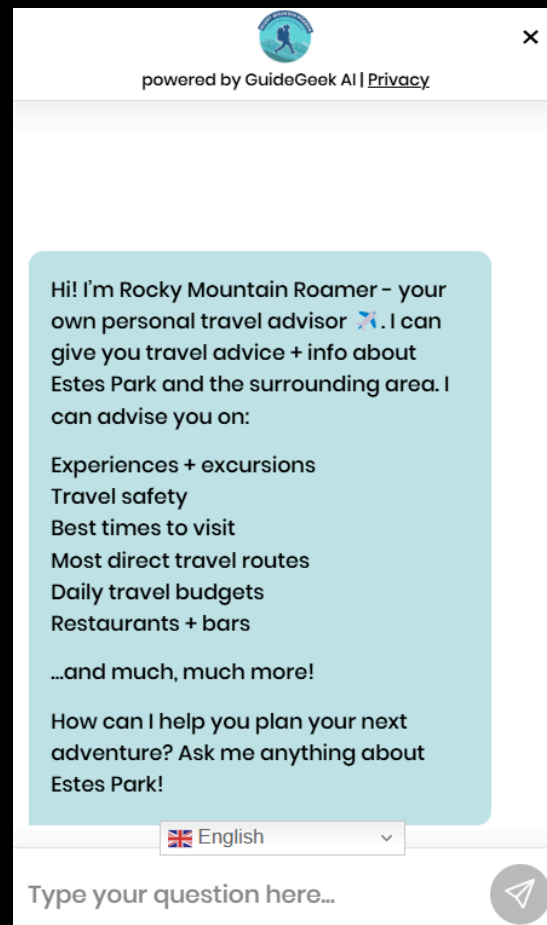 powered by GuideGeek AI | Privacy
Hi! I'm Rocky Mountain Roamer - your
own personal travel advisor ✈️. I can
give you travel advice + info about
Estes Park and the surrounding area. I
can advise you on:
Experiences + excursions
Travel safety
Best times to visit
Most direct travel routes
Daily travel budgets
Restaurants + bars
...and much, much more!
How can I help you plan your next
adventure? Ask me anything about
Estes Park!
English
Type your question here...